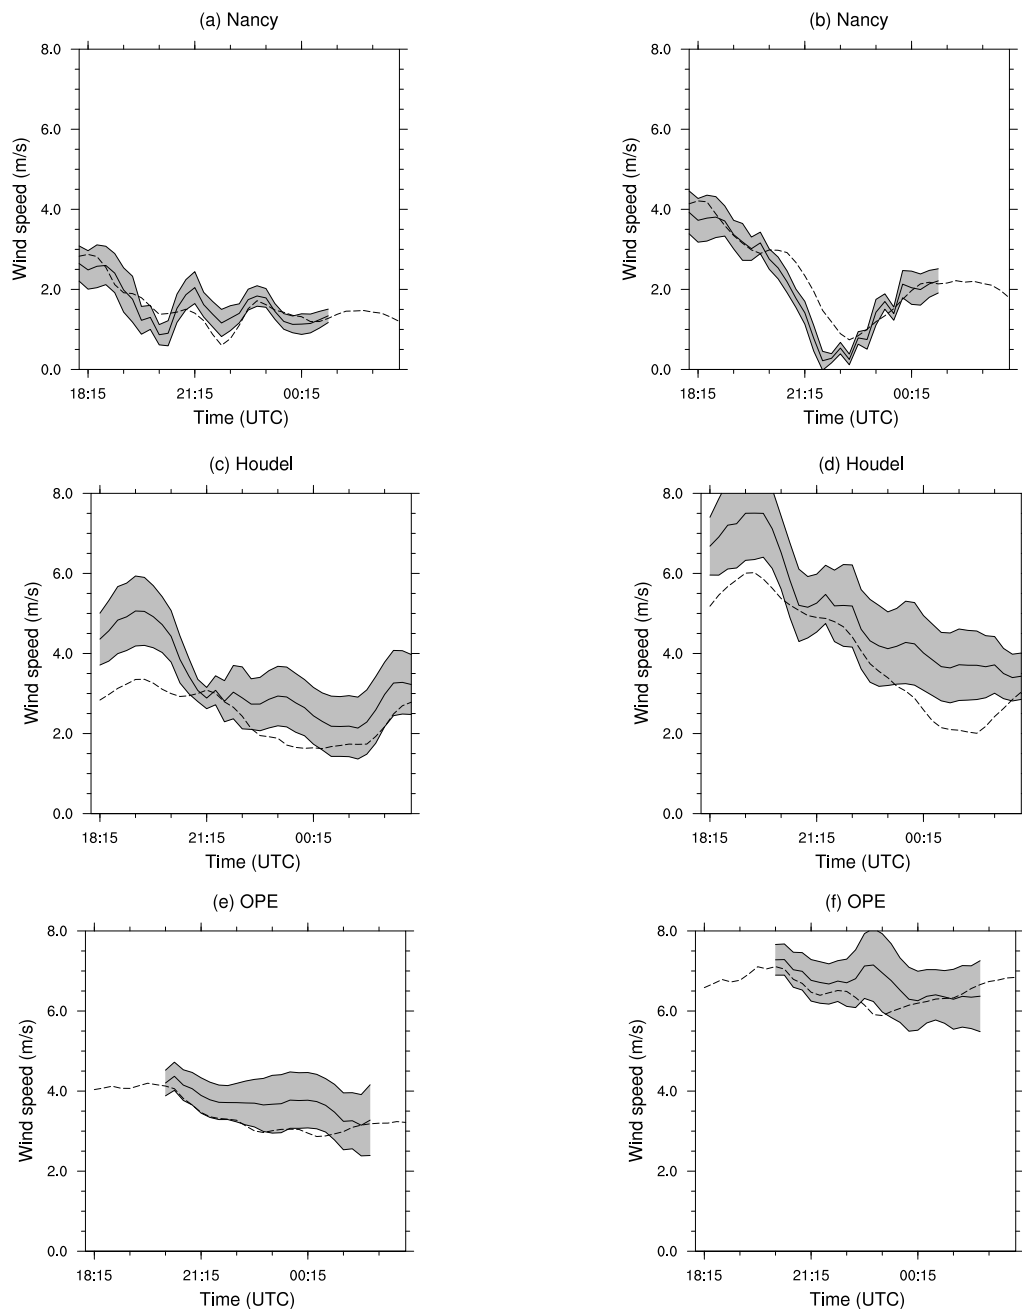 (a) Nancy
8.0
6.0
4.0
2.0
0.0
Wind speed (m/s)
18:15 21:15 00:15
Time (UTC)
(b) Nancy
8.0
6.0
4.0
2.0
0.0
Wind speed (m/s)
18:15 21:15 00:15
Time (UTC)
(c) Houdel
8.0
6.0
4.0
2.0
0.0
Wind speed (m/s)
18:15 21:15 00:15
Time (UTC)
(d) Houdel
8.0
6.0
4.0
2.0
0.0
Wind speed (m/s)
18:15 21:15 00:15
Time (UTC)
(e) OPE
8.0
6.0
4.0
2.0
0.0
Wind speed (m/s)
18:15 21:15 00:15
Time (UTC)
(f) OPE
8.0
6.0
4.0
2.0
0.0
Wind speed (m/s)
18:15 21:15 00:15
Time (UTC)